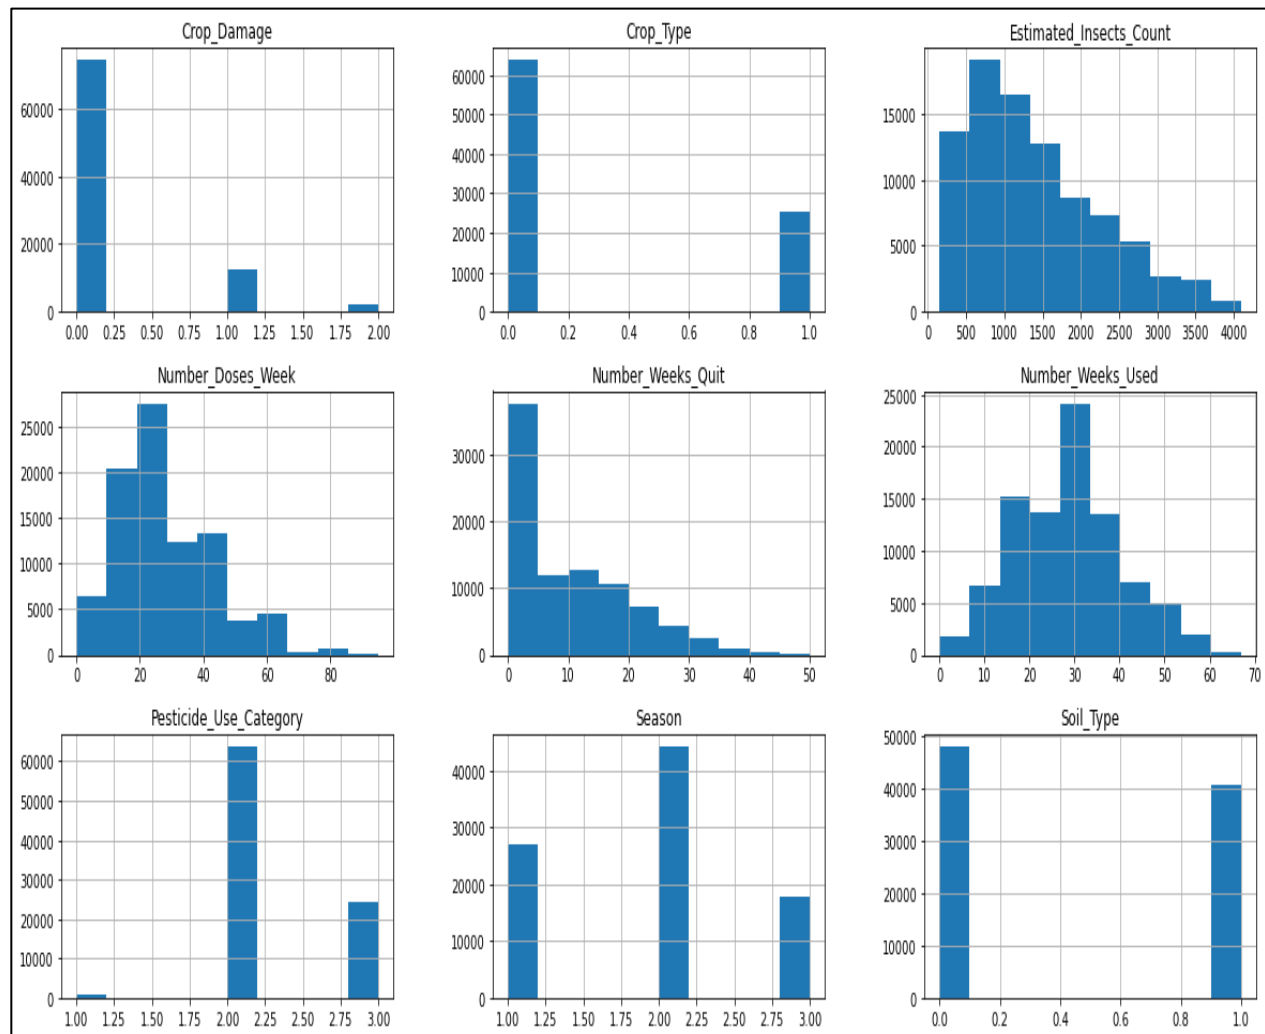 Crop_Damage
60000
40000
20000
0
0.00 0.25 0.50 0.75 1.00 1.25 1.50 1.75 2.00
Crop_Type
60000
50000
40000
30000
20000
10000
0
0.0 0.2 0.4 0.6 0.8 1.0
Estimated_Insects_Count
15000
10000
5000
0
0 500 1000 1500 2000 2500 3000 3500 4000
Number_Doses_Week
25000
20000
15000
10000
5000
0
0 20 40 60 80
Number_Weeks_Quit
30000
20000
10000
0
0 10 20 30 40 50
Number_Weeks_Used
25000
20000
15000
10000
5000
0
0 10 20 30 40 50 60 70
Pesticide_Use_Category
60000
50000
40000
30000
20000
10000
0
1.00 1.25 1.50 1.75 2.00 2.25 2.50 2.75 3.00
Season
40000
30000
20000
10000
0
1.00 1.25 1.50 1.75 2.00 2.25 2.50 2.75 3.00
Soil_Type
50000
40000
30000
20000
10000
0
0.0 0.2 0.4 0.6 0.8 1.0